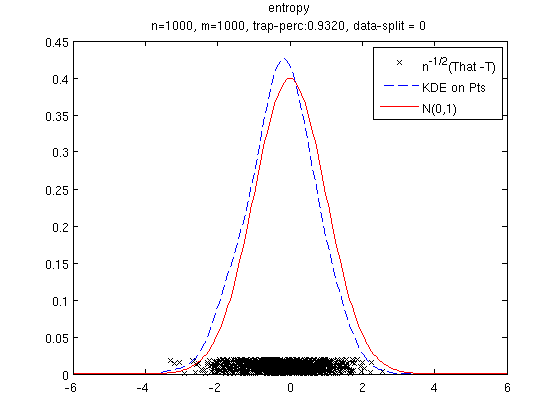 entropy
n=1000, m=1000, trap-perc:0.9320, data-split = 0
n-1/2(That -T)
KDE on Pts
N(0,1)
0.45
0.4
0.35
0.3
0.25
0.2
0.15
0.1
0.05
0
-6 -4 -2 0 2 4 6